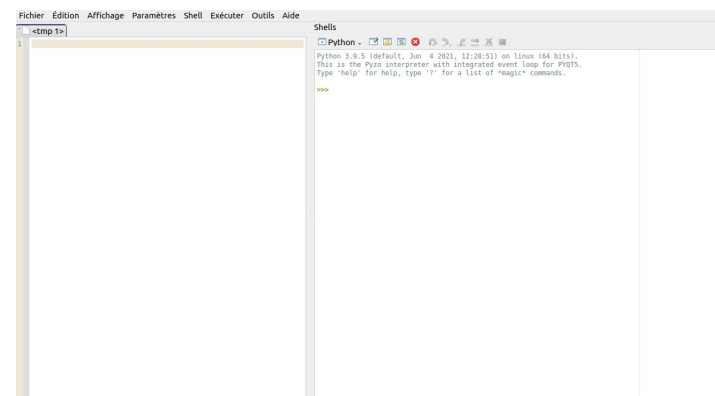 Fichier Édition Affichage Paramètres Shell Exécuter Outils Aide
<tmp 1>
1
Shells
Python
Python 3.9.5 (default, Jun 4 2021, 12:28:51) on linux (64 bits).
This is the Pyzo interpreter with integrated event loop for PYQT5.
Type 'help' for help, type '?' for a list of *magic* commands.
>>>